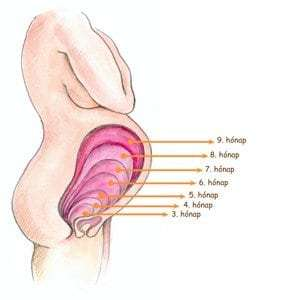 9. hónap
8. hónap
7. hónap
6. hónap
5. hónap
4. hónap
3. hónap